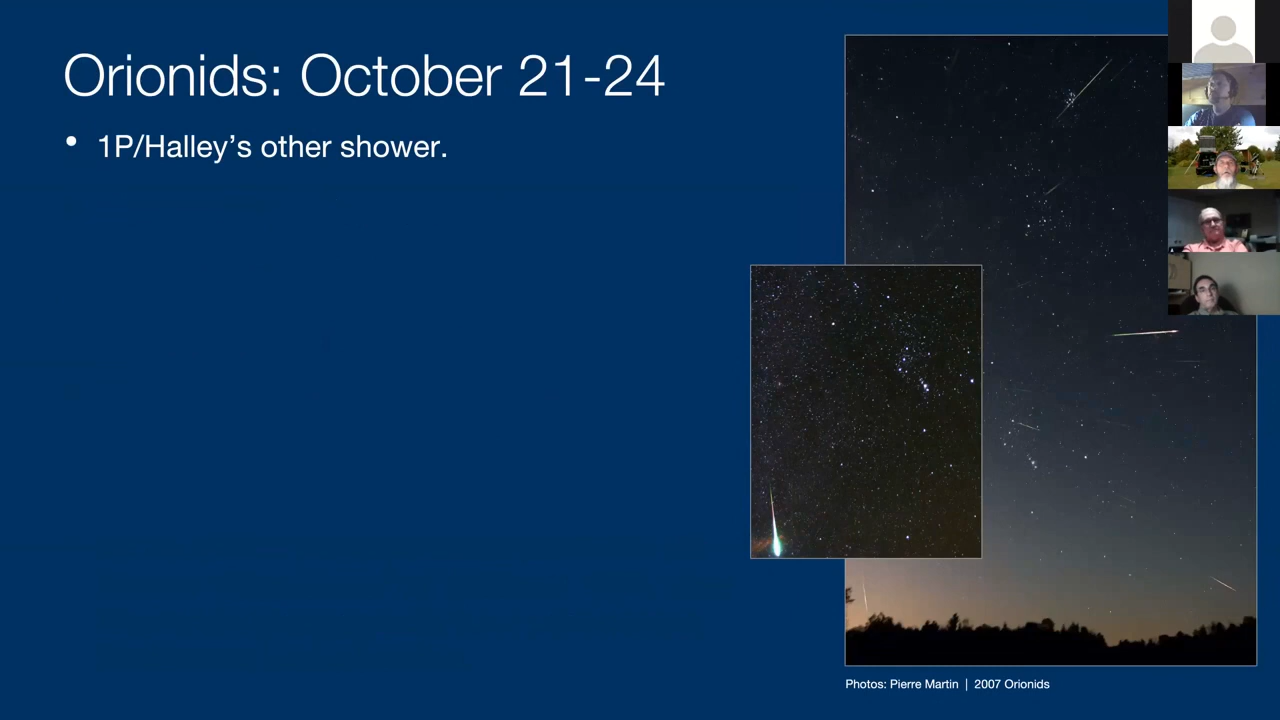 Orionids: October 21-24
• 1P/Halley’s other shower.
Photos: Pierre Martin | 2007 Orionids